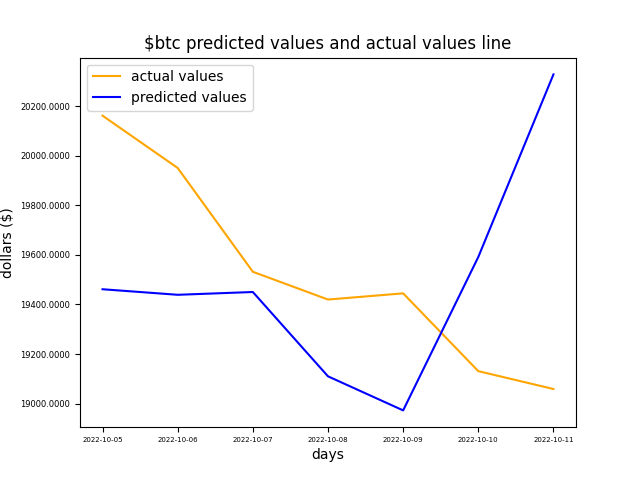 $btc predicted values and actual values line
actual values
predicted values
20200.0000
20000.0000
19800.0000
19600.0000
19400.0000
19200.0000
19000.0000
dollars ($)
2022-10-05 2022-10-06 2022-10-07 2022-10-08 2022-10-09 2022-10-10 2022-10-11
days